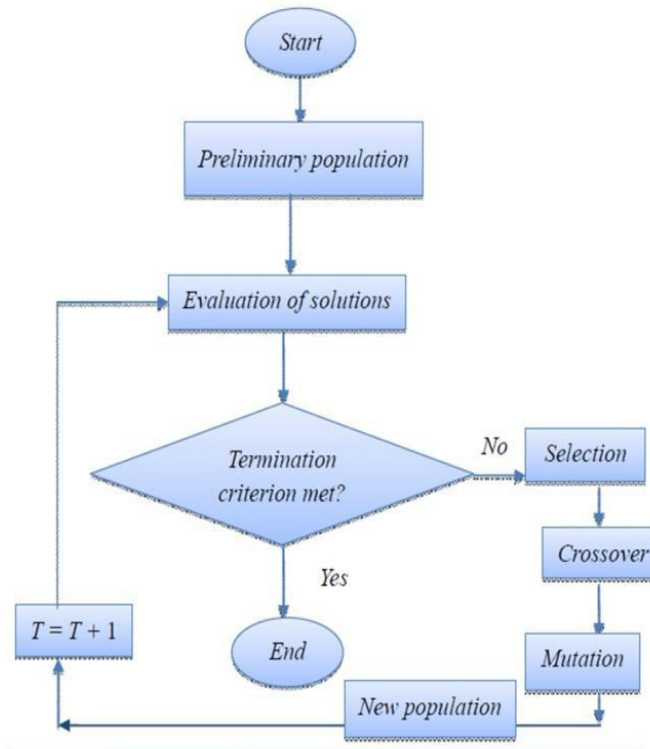 Start
Preliminary population
Evaluation of solutions
Termination
criterion met?
No
Selection
Crossover
Yes
T = T + 1
End
Mutation
New population